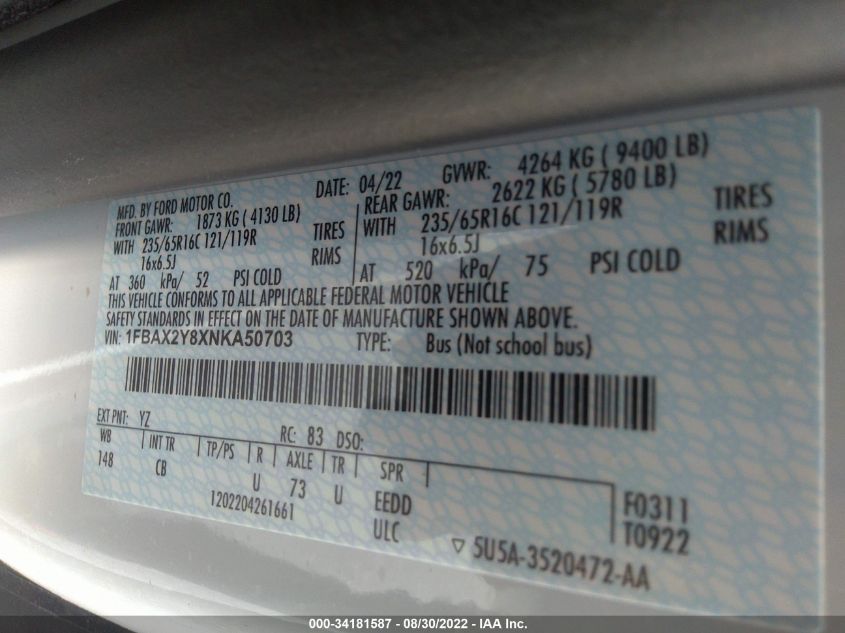 MFD. BY FORD MOTOR CO.
DATE: 04/22 GVWR: 4264 KG ( 9400 LB)
FRONT GAWR: 1873 KG ( 4130 LB)
REAR GAWR: 2622 KG ( 5780 LB)
WITH 235/65R16C 121/119R TIRES
WITH 235/65R16C 121/119R TIRES
16x6.5J RIMS
16x6.5J RIMS
AT 360 kPa/ 52 PSI COLD
AT 520 kPa/ 75 PSI COLD
THIS VEHICLE CONFORMS TO ALL APPLICABLE FEDERAL MOTOR VEHICLE
SAFETY STANDARDS IN EFFECT ON THE DATE OF MANUFACTURE SHOWN ABOVE.
VIN: 1FBAX2Y8XNKA50703 TYPE: Bus (Not school bus)
EXT PNT: YZ RC: 83 DSO:
WB INT TR TP/PS R AXLE TR SPR
148 CB U 73 U EEDD F0311
1202204261661 ULC T0922
▽ 5U5A-3520472-AA
000-34181587 - 08/30/2022 - IAA Inc.